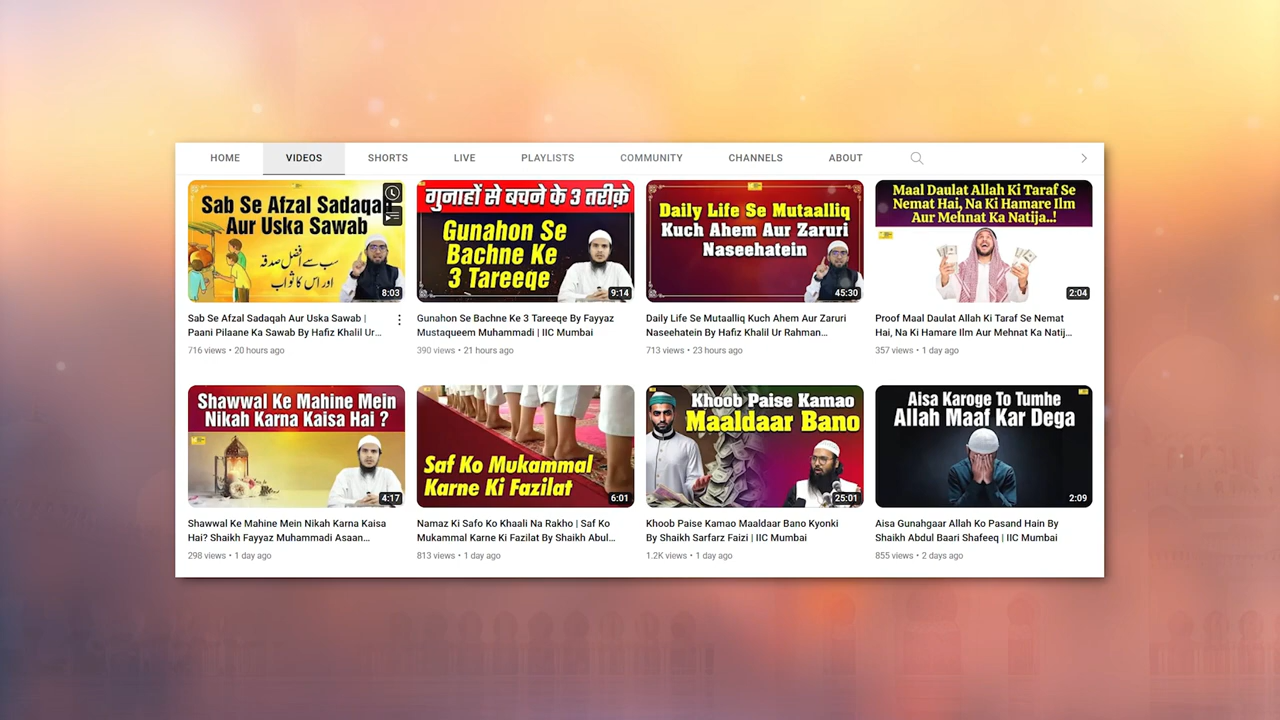 HOME VIDEOS SHORTS LIVE PLAYLISTS COMMUNITY CHANNELS ABOUT
Sab Se Afzal Sadaqah
Aur Uska Sawab
سب سے افضل صدقہ
اور اس کا ثواب
8:03
Sab Se Afzal Sadaqah Aur Uska Sawab |
Paani Pilaane Ka Sawab By Hafiz Khalil Ur...
716 views • 20 hours ago
गुनाहों से बचने के 3 तरीक़े
Gunahon Se
Bachne Ke
3 Tareeqe
9:14
Gunahon Se Bachne Ke 3 Tareeqe By Fayyaz
Mustaqueem Muhammadi | IIC Mumbai
390 views • 21 hours ago
Daily Life Se Mutaalliq
Kuch Ahem Aur Zaruri
Naseehatein
45:30
Daily Life Se Mutaalliq Kuch Ahem Aur Zaruri
Naseehatein By Hafiz Khalil Ur Rahman...
713 views • 23 hours ago
Maal Daulat Allah Ki Taraf Se
Nemat Hai, Na Ki Hamare Ilm
Aur Mehnat Ka Natija..!
2:04
Proof Maal Daulat Allah Ki Taraf Se Nemat
Hai, Na Ki Hamare Ilm Aur Mehnat Ka Natij...
357 views • 1 day ago
Shawwal Ke Mahine Mein
Nikah Karna Kaisa Hai ?
4:17
Shawwal Ke Mahine Mein Nikah Karna Kaisa
Hai? Shaikh Fayyaz Muhammadi Asaan...
298 views • 1 day ago
Saf Ko Mukammal
Karne Ki Fazilat
6:01
Namaz Ki Safo Ko Khaali Na Rakho | Saf Ko
Mukammal Karne Ki Fazilat By Shaikh Abul...
813 views • 1 day ago
Khoob Paise Kamao
Maaldaar Bano
25:01
Khoob Paise Kamao Maaldaar Bano Kyonki
By Shaikh Sarfarz Faizi | IIC Mumbai
1.2K views • 1 day ago
Aisa Karoge To Tumhe
Allah Maaf Kar Dega
2:09
Aisa Gunahgaar Allah Ko Pasand Hain By
Shaikh Abdul Baari Shafeeq | IIC Mumbai
855 views • 2 days ago